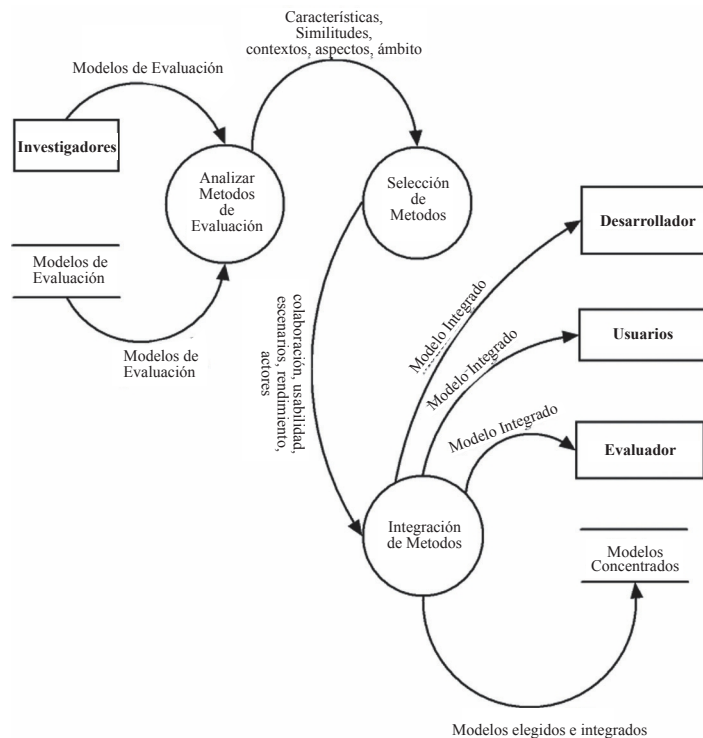 Características,
Similitudes,
contextos, aspectos, ámbito
Modelos de Evaluación
Investigadores
Analizar
Metodos
de
Evaluación
Selección
de
Metodos
Modelos de
Evaluación
Modelos de
Evaluación
colaboración, usabilidad,
escenarios, rendimiento,
actores
Desarrollador
Modelo Integrado
Usuarios
Modelo Integrado
Evaluador
Modelo Integrado
Integración
de Metodos
Modelos
Concentrados
Modelos elegidos e integrados